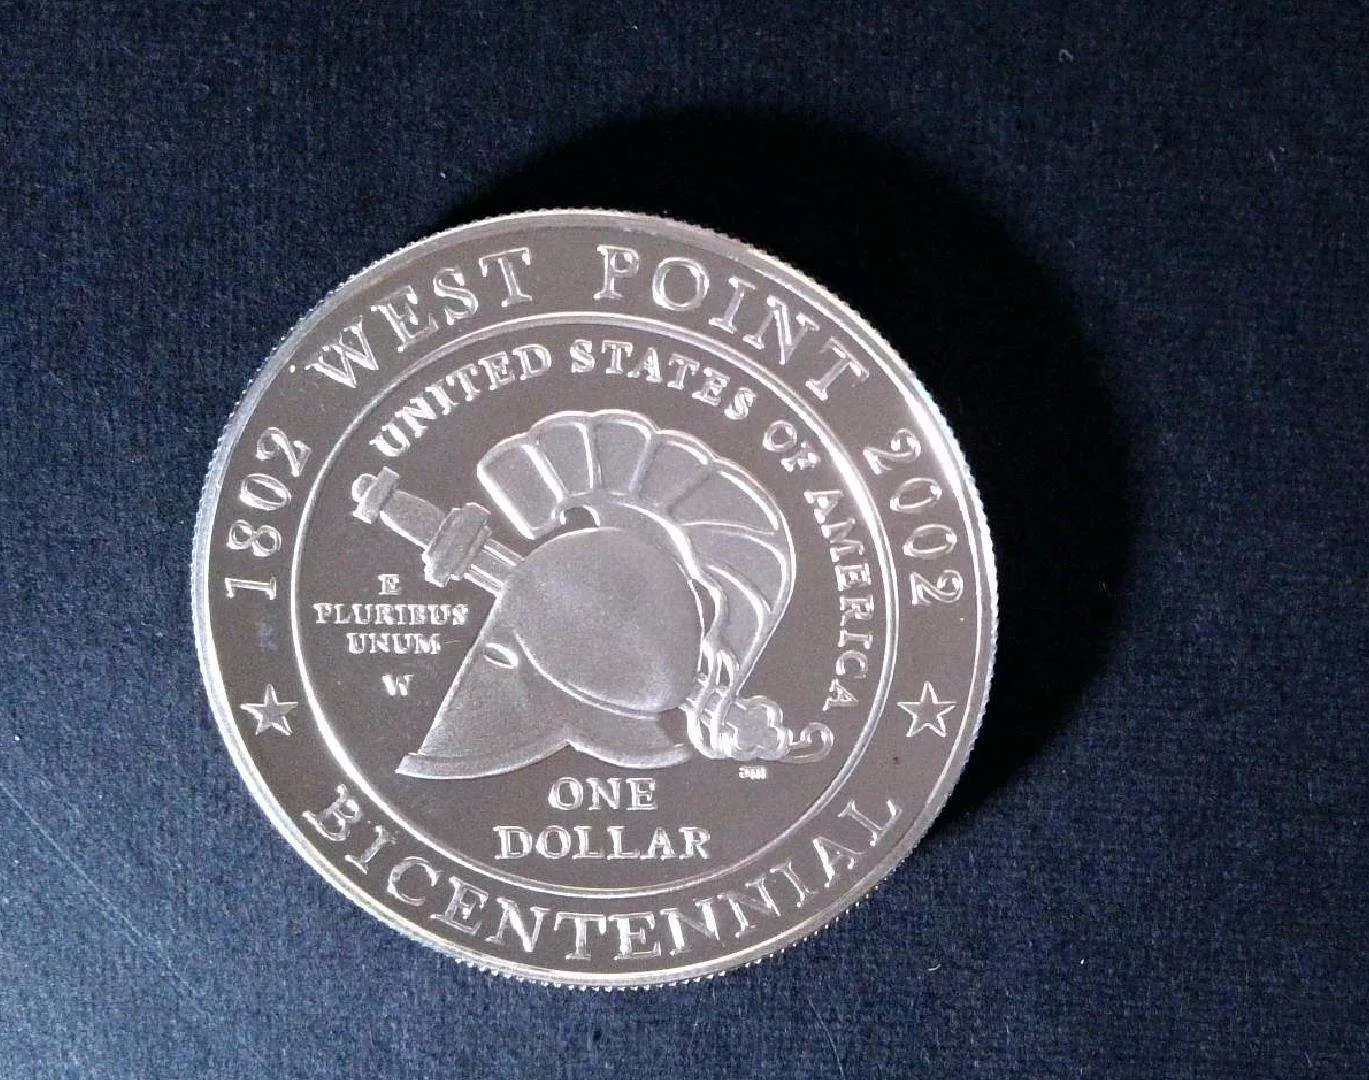 1802 WEST POINT 2002
UNITED STATES OF AMERICA
E
PLURIBUS
UNUM
W
ONE
DOLLAR
BICENTENNIAL